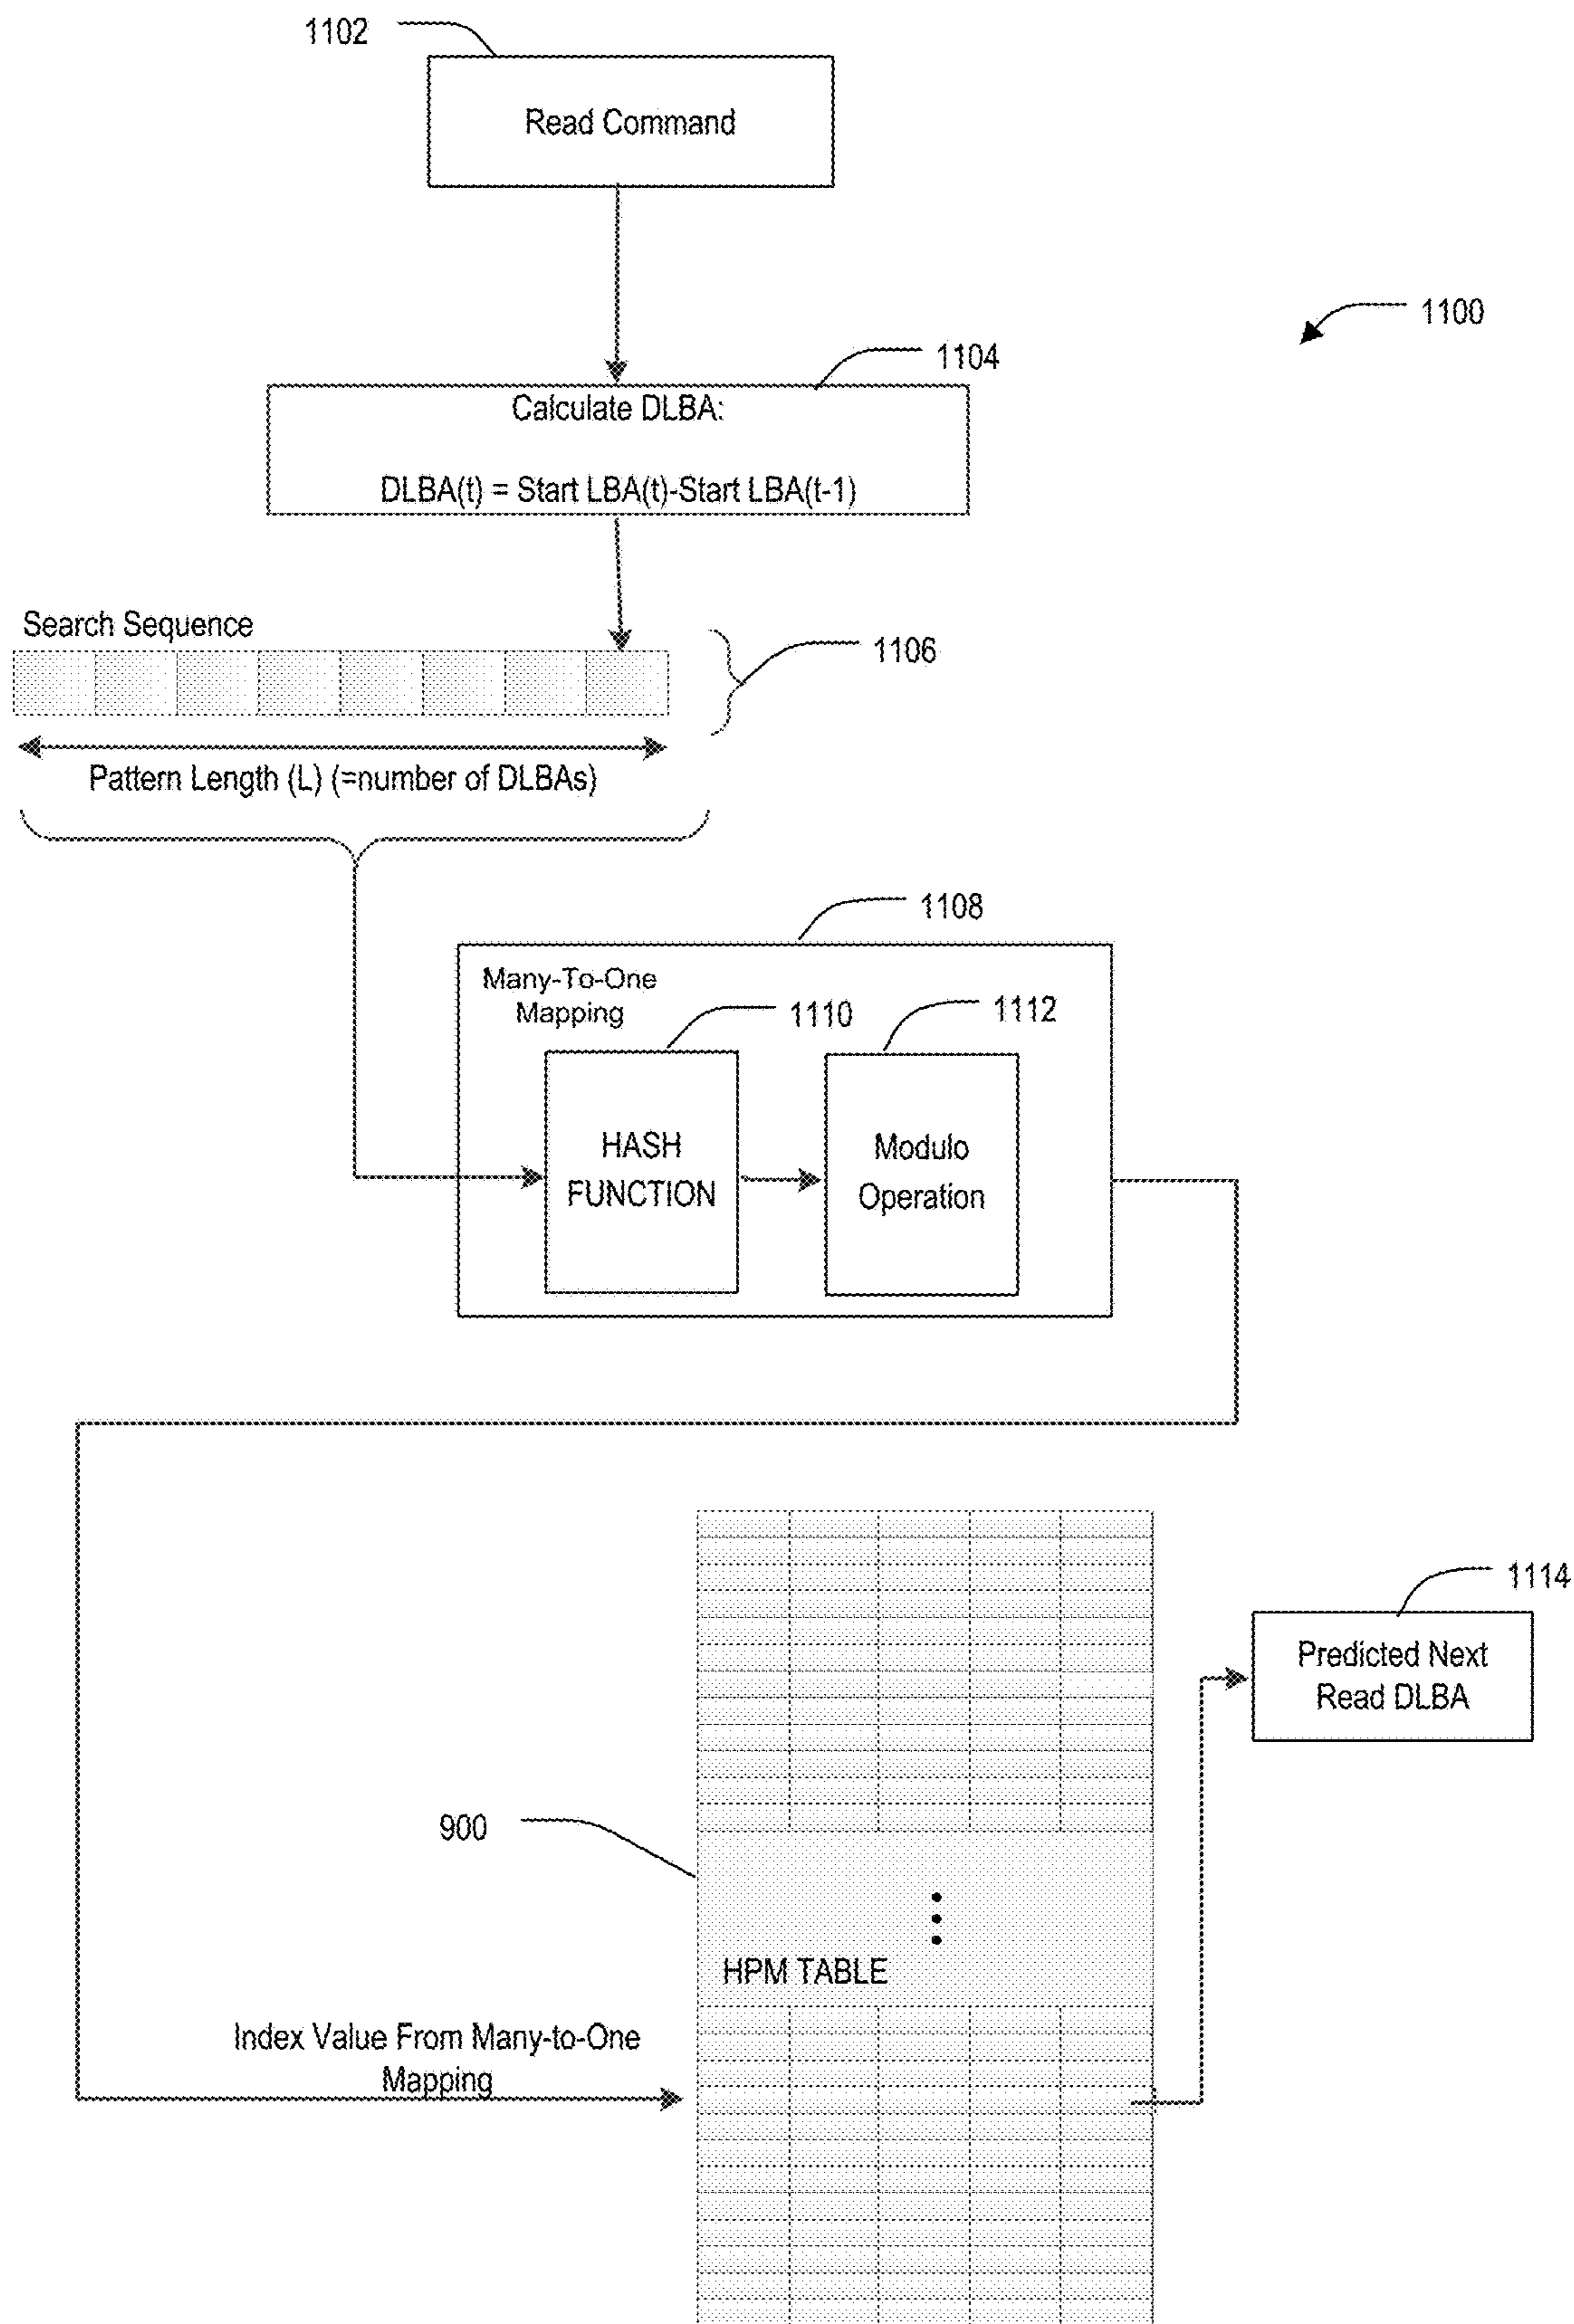 1102
Read Command
1100
1104
Calculate DLBA:
DLBA(t) = Start LBA(t)-Start LBA(t-1)
Search Sequence
1106
Pattern Length (L) (=number of DLBAs)
1108
Many-To-One
Mapping
1110
1112
HASH
FUNCTION
Modulo
Operation
1114
Predicted Next
Read DLBA
900
HPM TABLE
Index Value From Many-to-One
Mapping